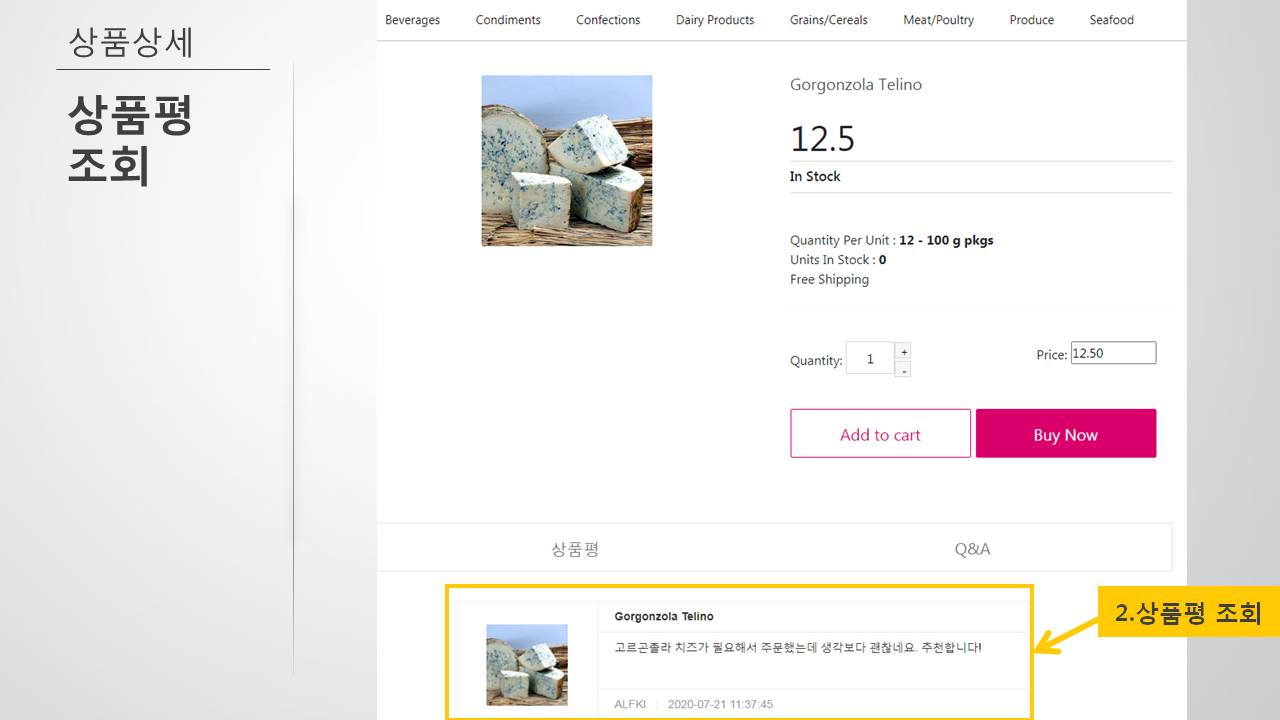 상품상세
상품평
조회
Beverages Condiments Confections Dairy Products Grains/Cereals Meat/Poultry Produce Seafood
Gorgonzola Telino
12.5
In Stock
Quantity Per Unit : 12 - 100 g pkgs
Units In Stock : 0
Free Shipping
Quantity: 1 + -
Price: 12.50
Add to cart Buy Now
상품평 Q&A
2.상품평 조회
Gorgonzola Telino
고르곤졸라 치즈가 필요해서 주문했는데 생각보다 괜찮네요. 추천합니다!
ALFKI | 2020-07-21 11:37:45